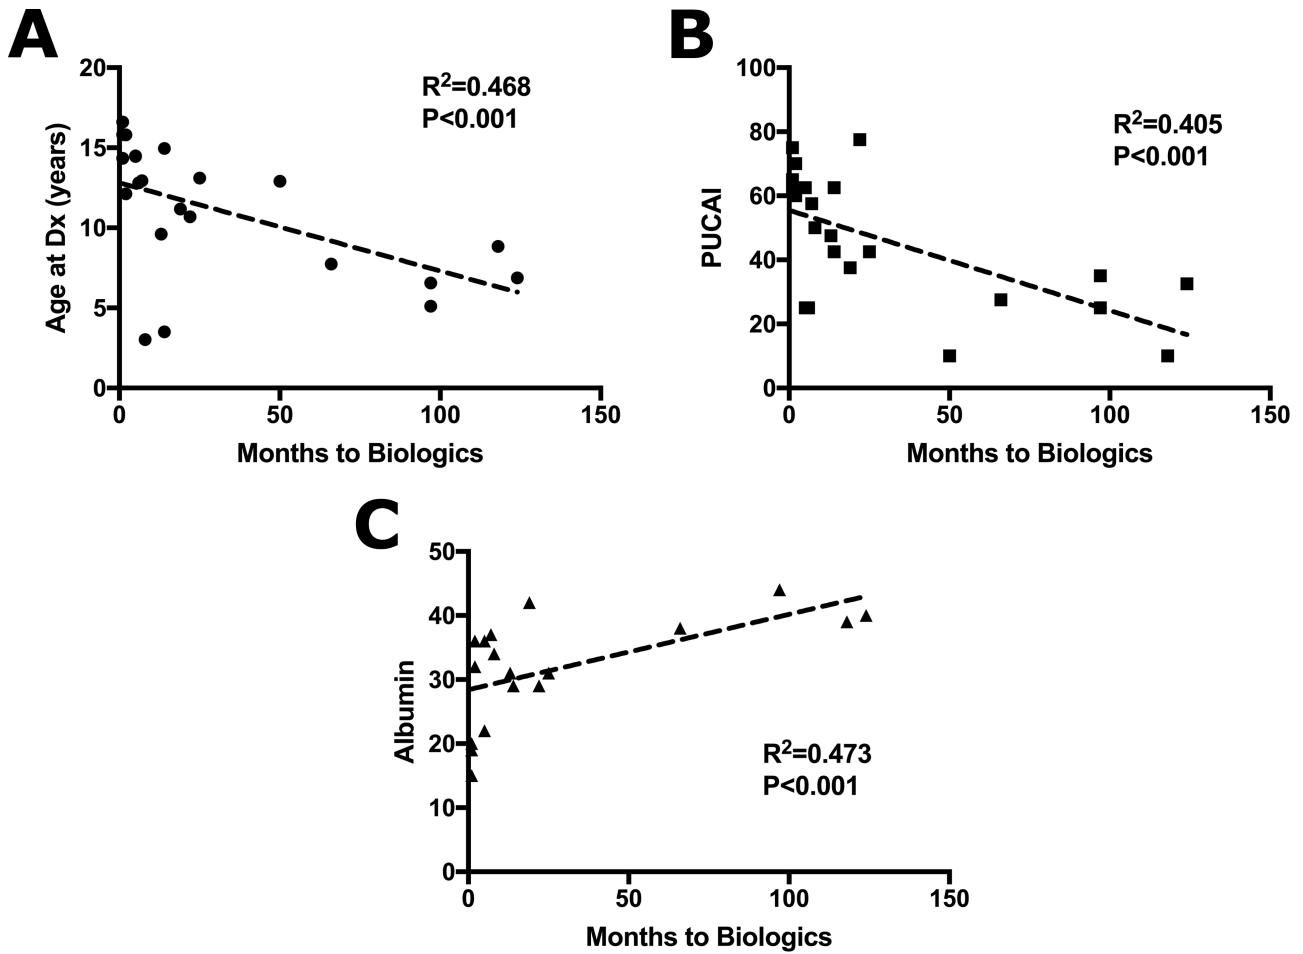 A
20
15
10
5
0
Age at Dx (years)
R²=0.468
P<0.001
0 50 100 150
Months to Biologics
B
100
80
60
40
20
0
PUCAI
R²=0.405
P<0.001
0 50 100 150
Months to Biologics
C
50
40
30
20
10
0
Albumin
R²=0.473
P<0.001
0 50 100 150
Months to Biologics